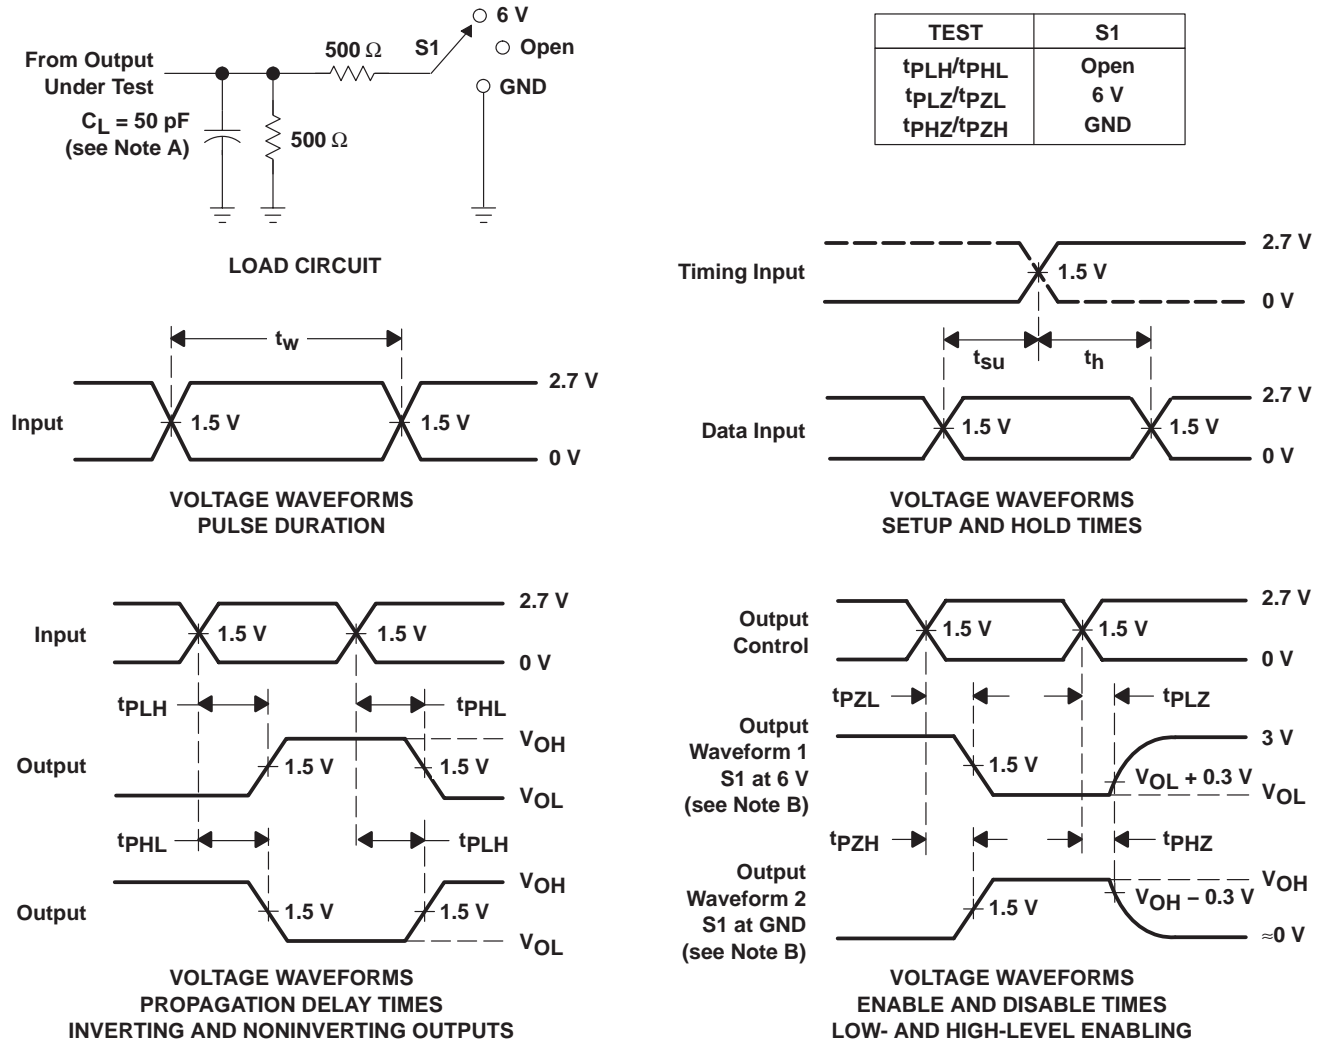 6 V
500 Ω
S1
Open
From Output
Under Test
GND
CL = 50 pF
(see Note A)
500 Ω
LOAD CIRCUIT
TEST S1
tPLH/tPHL Open
tPLZ/tPZL 6 V
tPHZ/tPZH GND
Timing Input
2.7 V
1.5 V
0 V
tsu
th
Data Input
2.7 V
1.5 V
1.5 V
0 V
VOLTAGE WAVEFORMS
SETUP AND HOLD TIMES
tw
Input
2.7 V
1.5 V
1.5 V
0 V
VOLTAGE WAVEFORMS
PULSE DURATION
Input
2.7 V
1.5 V
1.5 V
0 V
tPLH
tPHL
Output
VOH
1.5 V
1.5 V
VOL
tPHL
tPLH
Output
VOH
1.5 V
1.5 V
VOL
VOLTAGE WAVEFORMS
PROPAGATION DELAY TIMES
INVERTING AND NONINVERTING OUTPUTS
Output
Control
2.7 V
1.5 V
1.5 V
0 V
tPZL
tPLZ
Output
Waveform 1
S1 at 6 V
(see Note B)
3 V
1.5 V
VOL + 0.3 V
VOL
tPZH
tPHZ
Output
Waveform 2
S1 at GND
(see Note B)
VOH
1.5 V
VOH − 0.3 V
≈0 V
VOLTAGE WAVEFORMS
ENABLE AND DISABLE TIMES
LOW- AND HIGH-LEVEL ENABLING